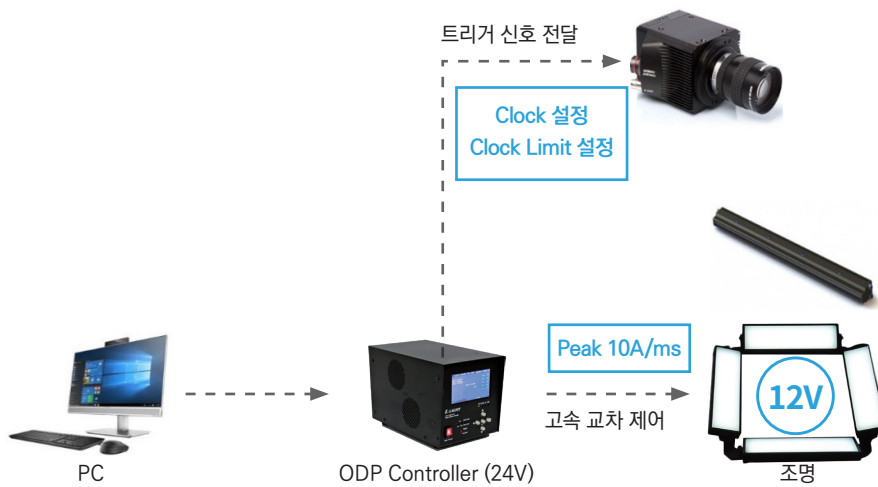 트리거 신호 전달
Clock 설정
Clock Limit 설정
Peak 10A/ms
고속 교차 제어
12V
PC
ODP Controller (24V)
조명